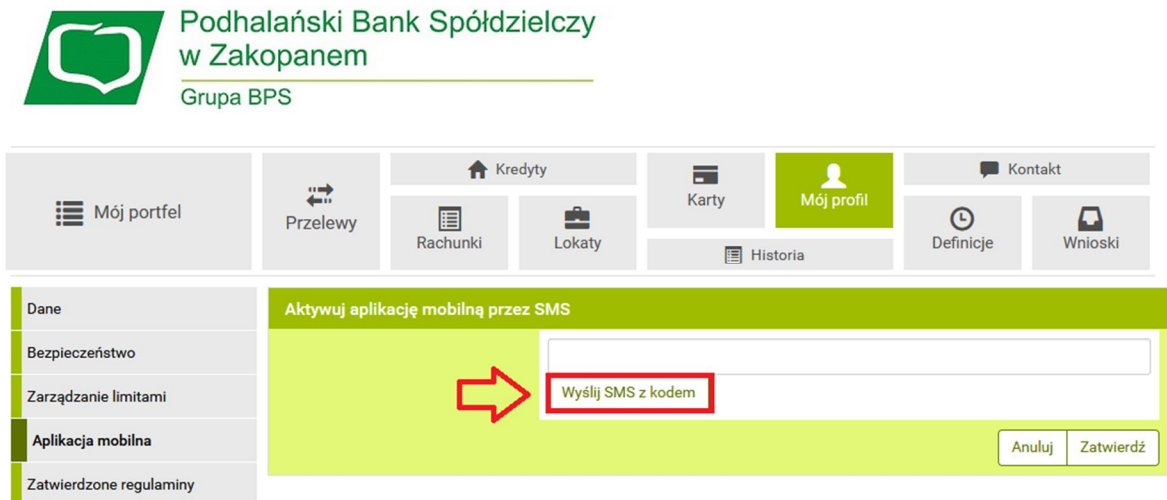 Podhalański Bank Spółdzielczy
w Zakopanem
Grupa BPS
Mój portfel
Przelewy
Kredyty
Rachunki
Lokaty
Karty
Mój profil
Historia
Kontakt
Definicje
Wnioski
Dane
Bezpieczeństwo
Zarządzanie limitami
Aplikacja mobilna
Zatwierdzone regulaminy
Aktywuj aplikację mobilną przez SMS
Wyślij SMS z kodem
Anuluj
Zatwierdź